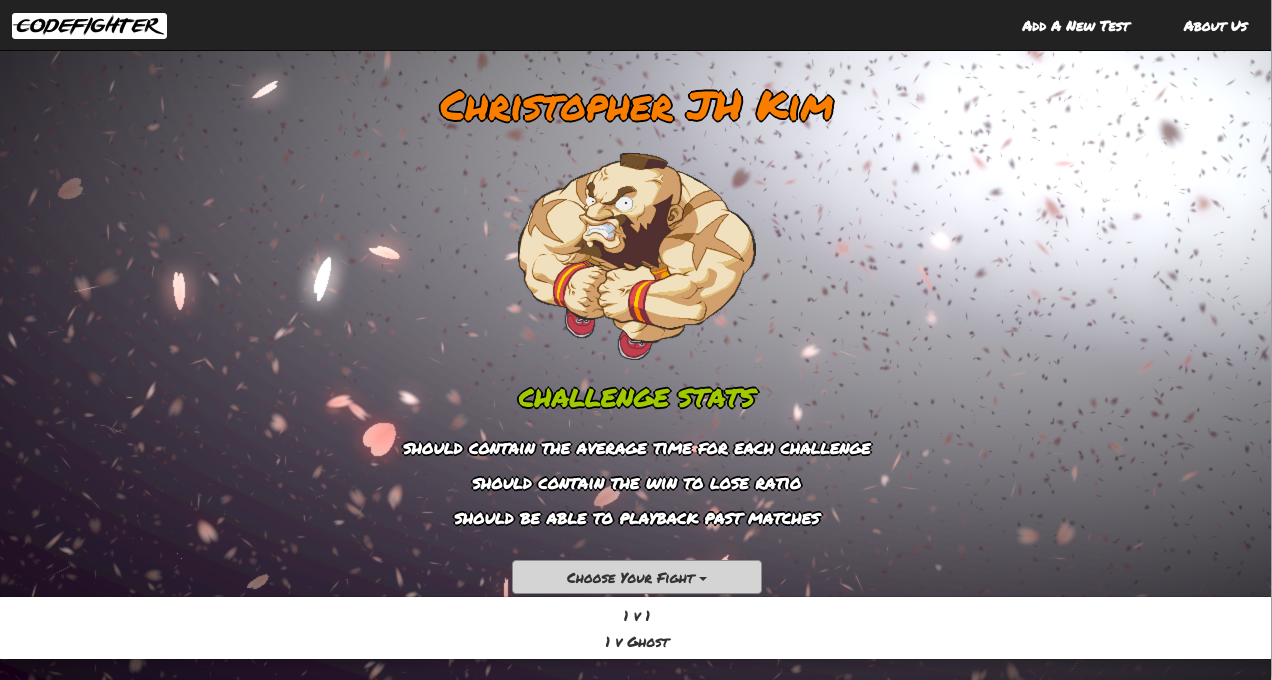 CODEFIGHTER
Add A New Test
About Us
Christopher JH Kim
CHALLENGE STATS
SHOULD CONTAIN THE AVERAGE TIME FOR EACH CHALLENGE
SHOULD CONTAIN THE WIN TO LOSE RATIO
SHOULD BE ABLE TO PLAYBACK PAST MATCHES
Choose Your Fight
1 v 1
1 v Ghost